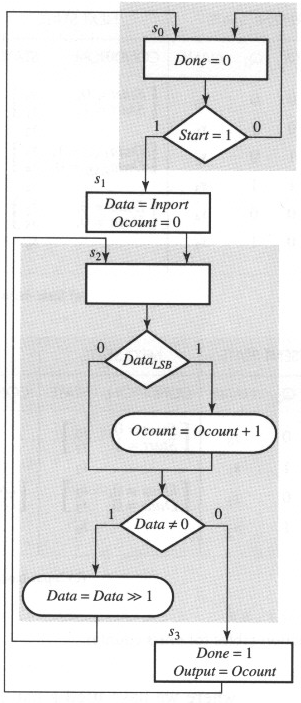 s0
Done = 0
1
Start = 1
0
s1
Data = Inport
Ocount = 0
s2
0
DataLSB
1
Ocount = Ocount + 1
1
Data ≠ 0
0
Data = Data ≫ 1
s3
Done = 1
Output = Ocount